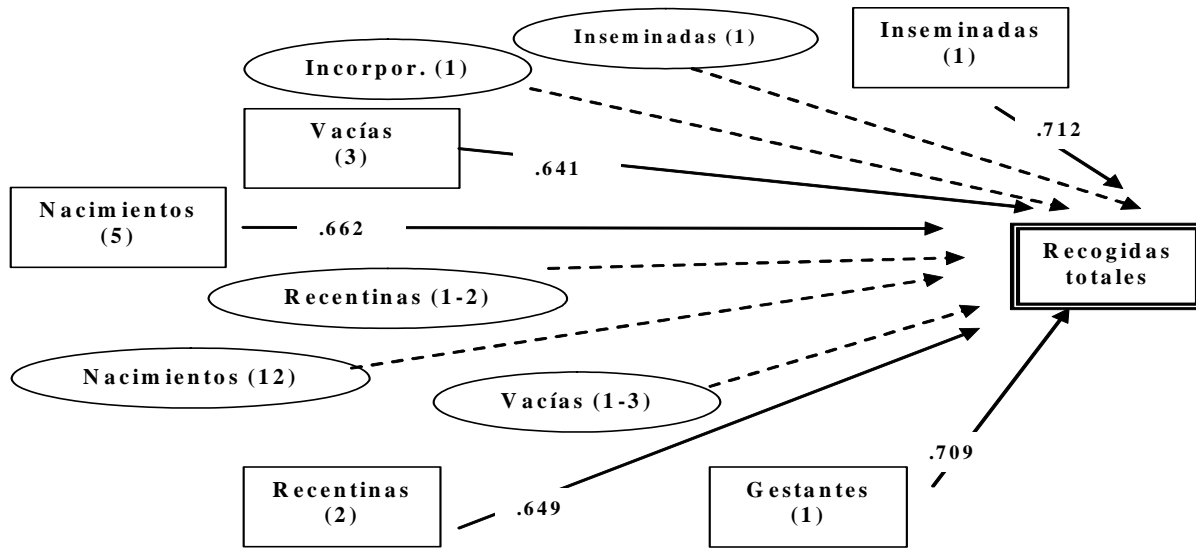 Inseminadas (1)
Inseminadas
(1)
Incorpor. (1)
Vacías
(3)
.712
.641
Nacimientos
(5)
.662
Recogidas
totales
Recentinas (1-2)
Nacimientos (12)
Vacías (1-3)
.709
Recentinas
(2)
.649
Gestantes
(1)